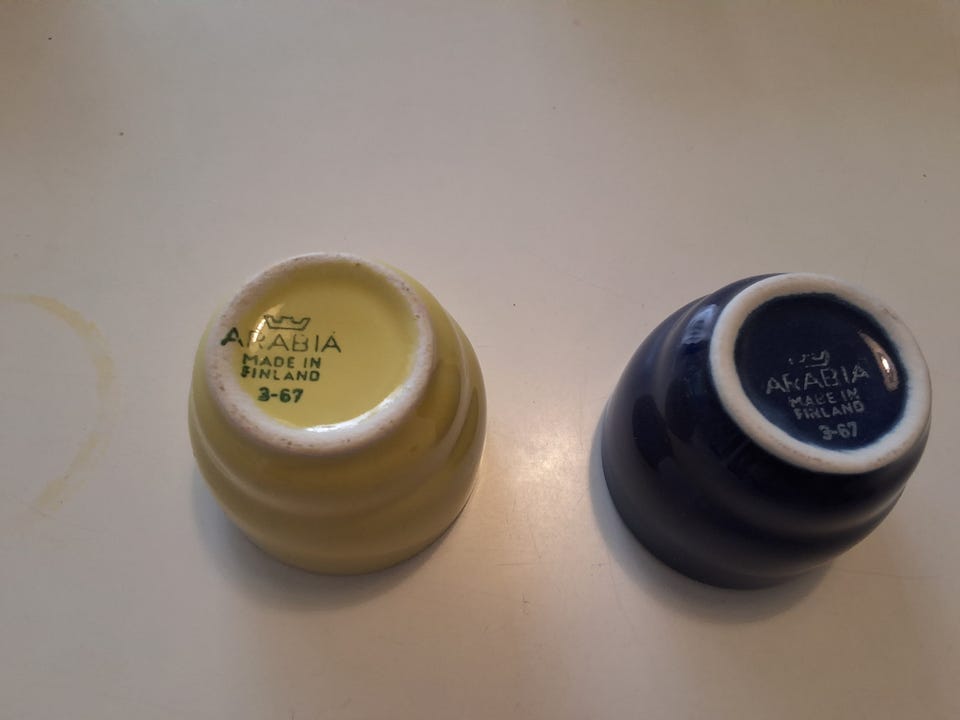 ARABIA
MADE IN
FINLAND
3-67
ARABIA
MADE IN
FINLAND
3-67